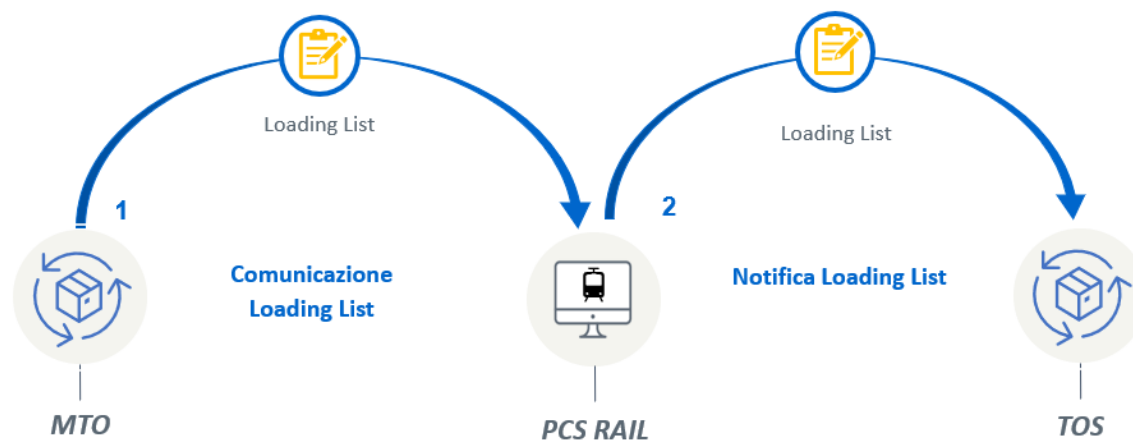 Loading List
Loading List
1
2
Comunicazione
Loading List
Notifica Loading List
MTO
PCS RAIL
TOS